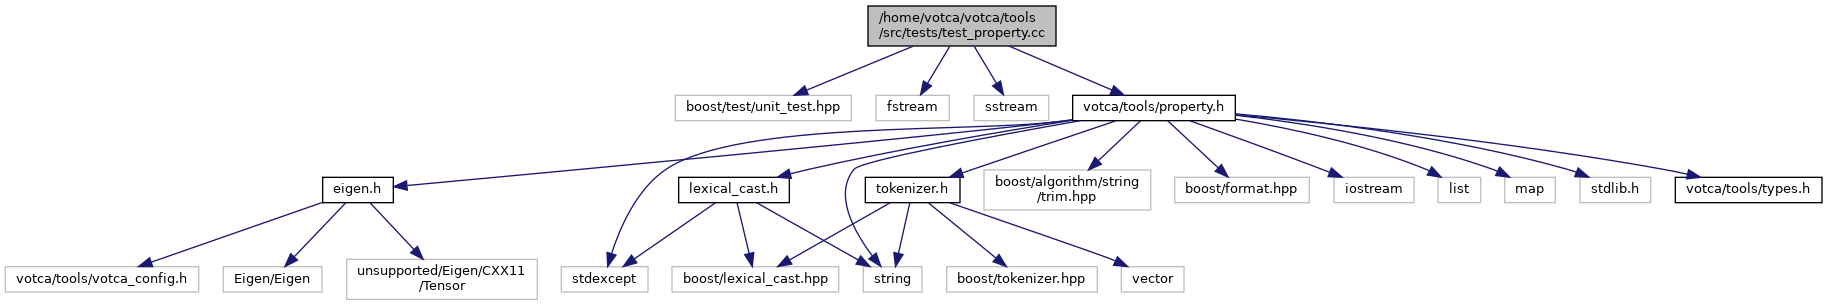 /home/votca/votca/tools
/src/tests/test_property.cc
boost/test/unit_test.hpp
fstream
sstream
votca/tools/property.h
eigen.h
lexical_cast.h
tokenizer.h
boost/algorithm/string
/trim.hpp
boost/format.hpp
iostream
list
map
stdlib.h
votca/tools/types.h
votca/tools/votca_config.h
Eigen/Eigen
unsupported/Eigen/CXX11
/Tensor
stdexcept
boost/lexical_cast.hpp
string
boost/tokenizer.hpp
vector